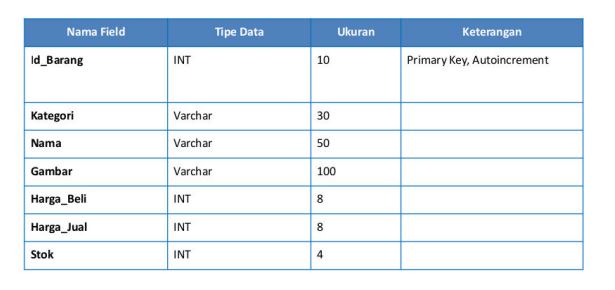 Nama Field Tipe Data Ukuran Keterangan
Id_Barang INT 10 Primary Key, Autoincrement
Kategori Varchar 30
Nama Varchar 50
Gambar Varchar 100
Harga_Beli INT 8
Harga_Jual INT 8
Stok INT 4